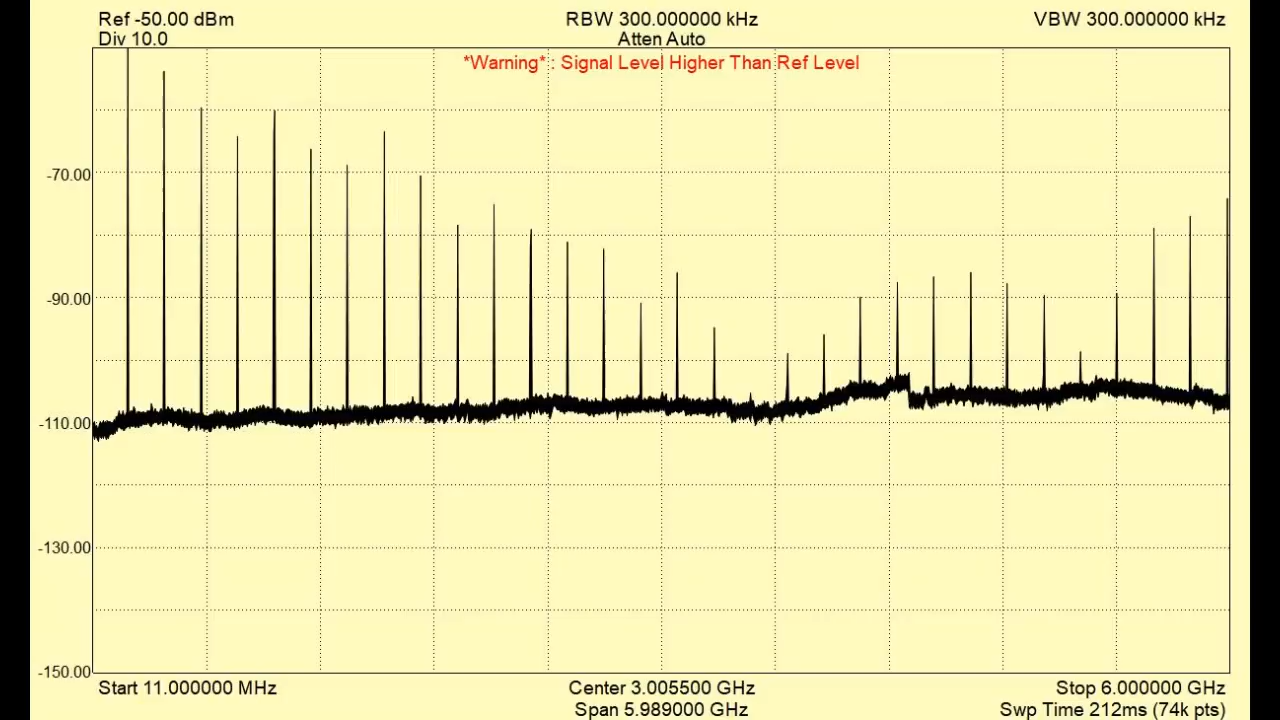 Ref -50.00 dBm RBW 300.000000 kHz VBW 300.000000 kHz
Div 10.0 Atten Auto
*Warning* : Signal Level Higher Than Ref Level
-70.00
-90.00
-110.00
-130.00
-150.00
Start 11.000000 MHz Center 3.005500 GHz Stop 6.000000 GHz
Span 5.989000 GHz Swp Time 212ms (74k pts)